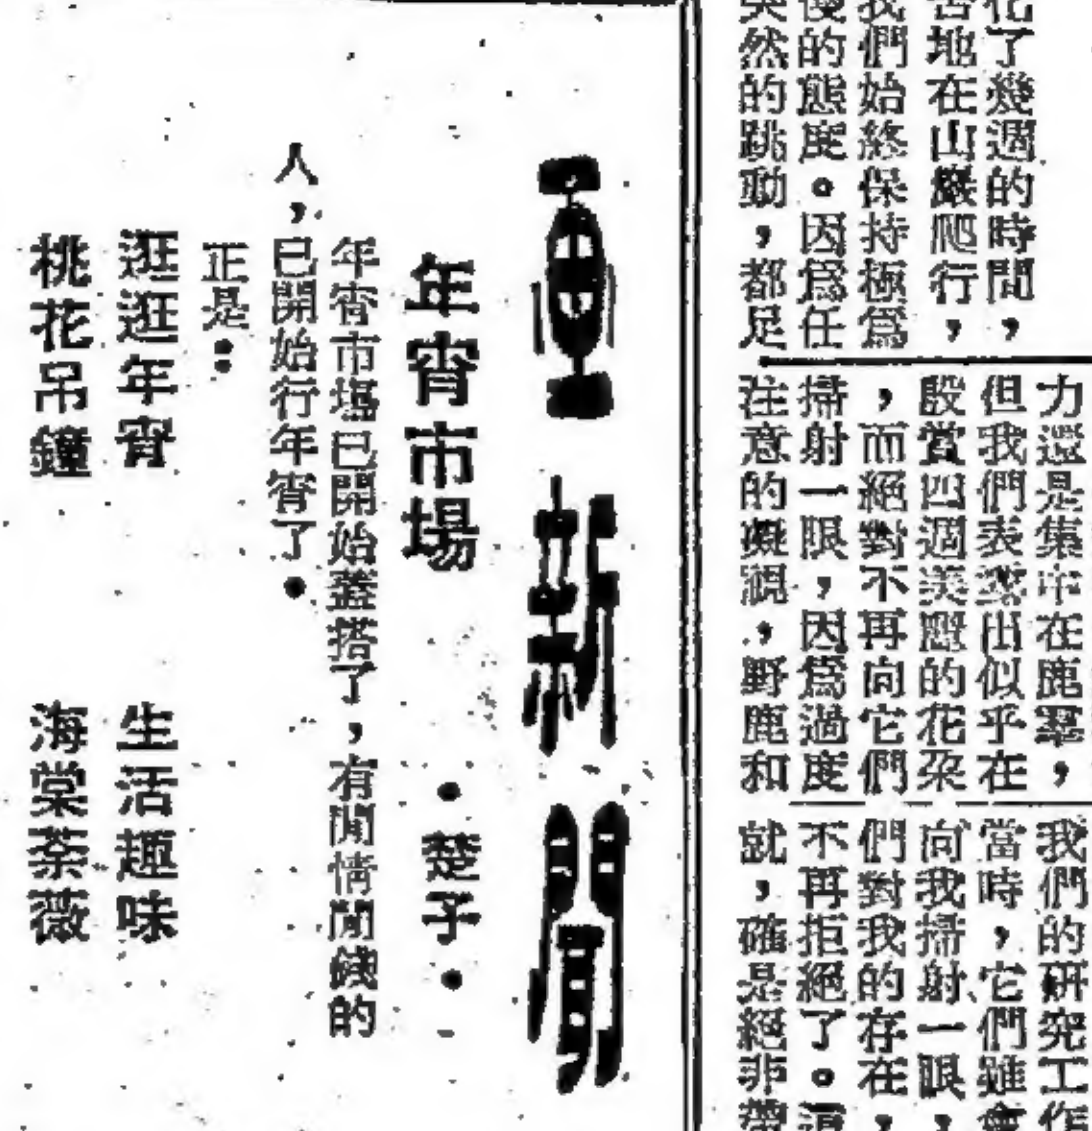 化了幾週的時間，
地在山巖爬行，
我們始終保持極為
慢的態度。因為任
然的跳動，都足
力還是集中在鹿羣，
但我們表出似乎在
賞四週美麗的花朵
，而絕對不再向它們
掃射一眼，因為過度
注意的凝視，野鹿和
我們的研究工作
當時，它們雖會
向我掃射一眼，
們對我的存在，
不再拒絕了。這
就，確是絕非帶
新聞
年宵市場 ・楚子・
年宵市場已開始蓋搭了，有閒情閒錢的
人，已開始行年宵了。
正是：
逛逛年宵 生活趣味
桃花吊鐘 海棠荼薇